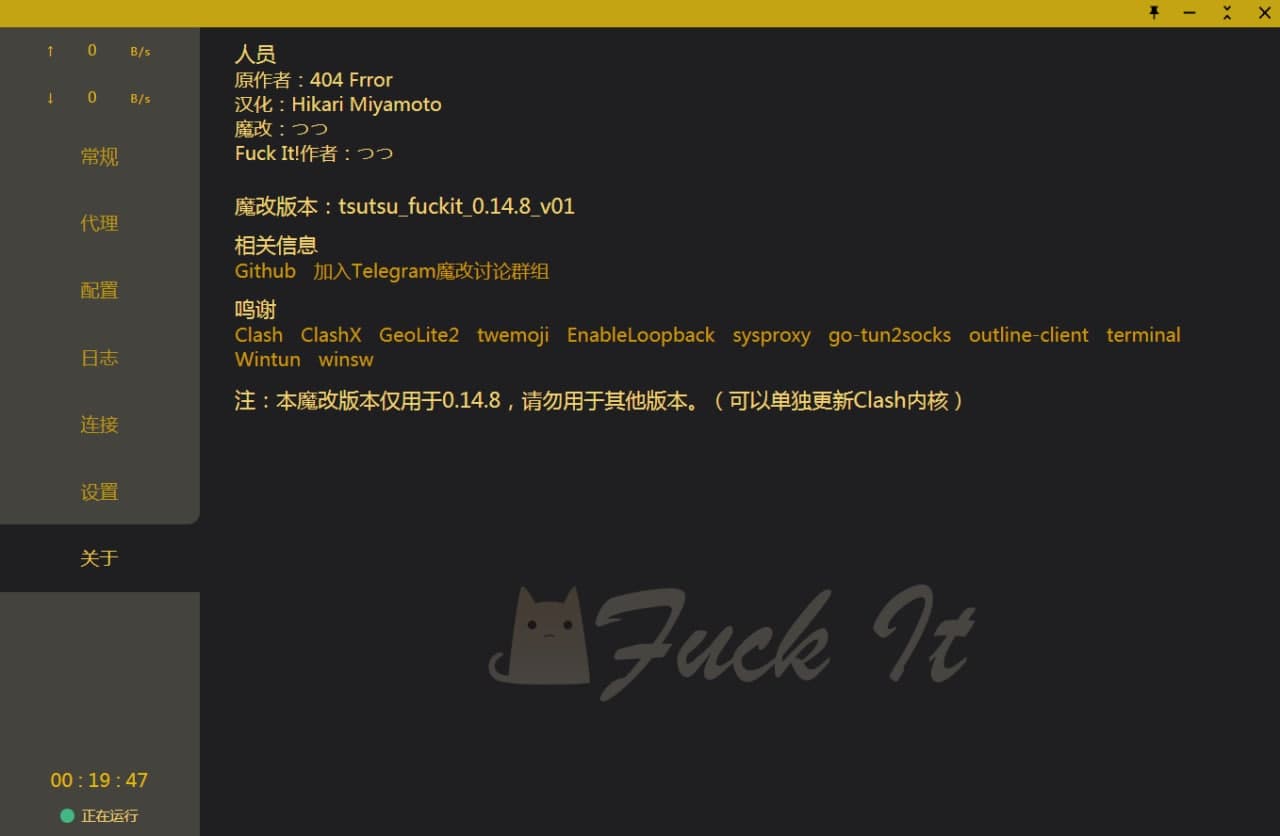 ↑ 0 B/s
↓ 0 B/s
常规
代理
配置
日志
连接
设置
关于
00 : 19 : 47
正在运行
人员
原作者：404 Frror
汉化：Hikari Miyamoto
魔改：つつ
Fuck It!作者：つつ
魔改版本：tsutsu_fuckit_0.14.8_v01
相关信息
Github 加入Telegram魔改讨论群组
鸣谢
Clash ClashX GeoLite2 twemoji EnableLoopback sysproxy go-tun2socks outline-client terminal
Wintun winsw
注：本魔改版本仅用于0.14.8，请勿用于其他版本。（可以单独更新Clash内核）
Fuck It